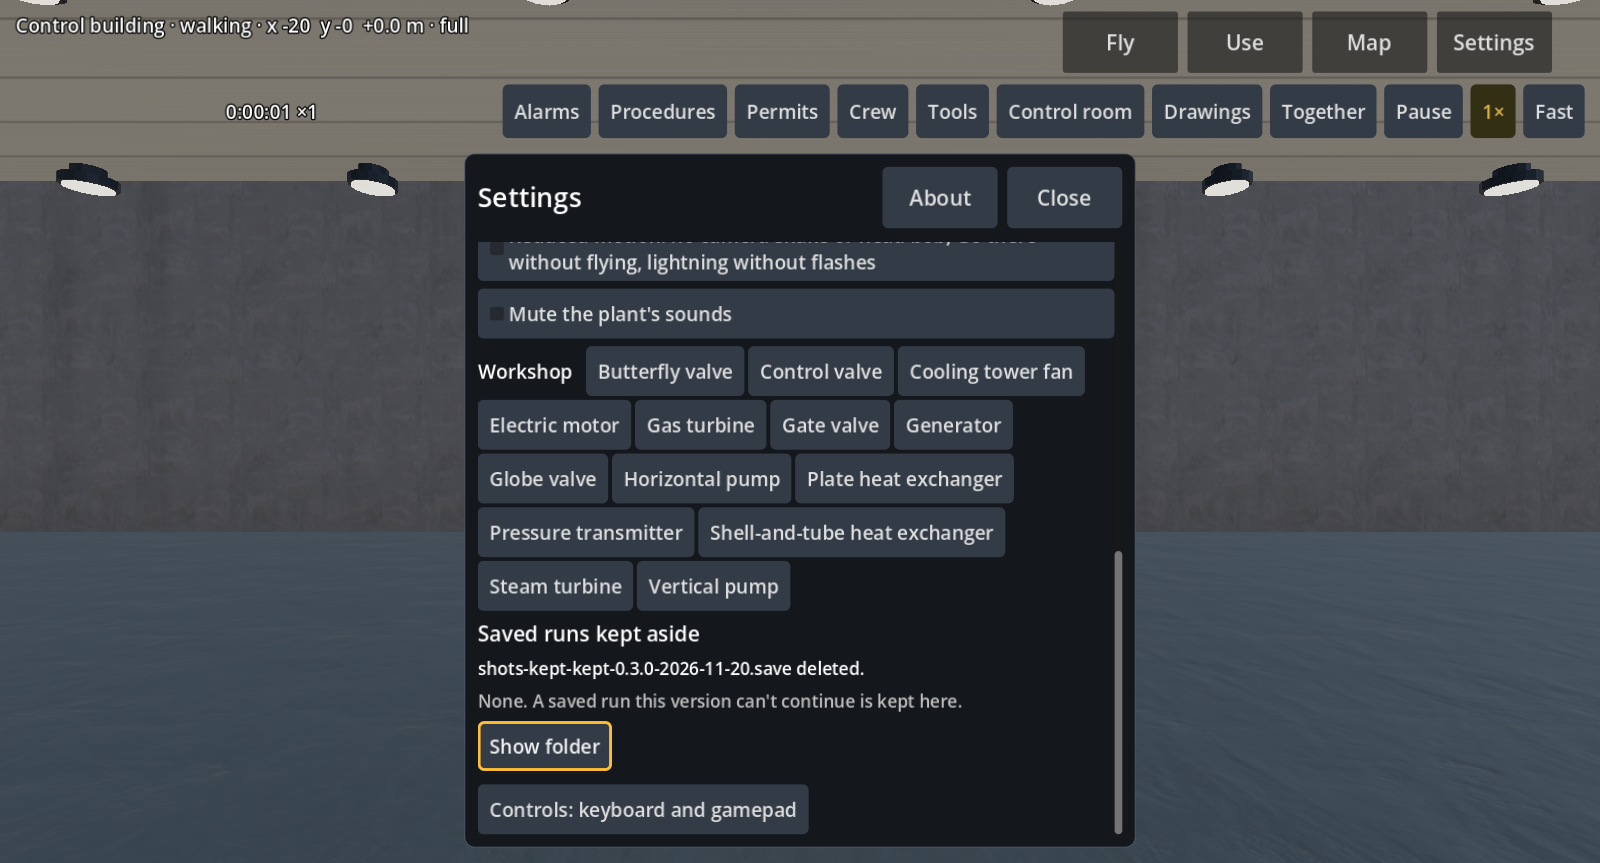 Control building · walking · x -20 y -0 +0.0 m · full
Fly Use Map Settings
0:00:01 ×1
Alarms Procedures Permits Crew Tools Control room Drawings Together Pause 1× Fast
Settings About Close
without flying, lightning without flashes
Mute the plant's sounds
Workshop Butterfly valve Control valve Cooling tower fan
Electric motor Gas turbine Gate valve Generator
Globe valve Horizontal pump Plate heat exchanger
Pressure transmitter Shell-and-tube heat exchanger
Steam turbine Vertical pump
Saved runs kept aside
shots-kept-kept-0.3.0-2026-11-20.save deleted.
None. A saved run this version can't continue is kept here.
Show folder
Controls: keyboard and gamepad